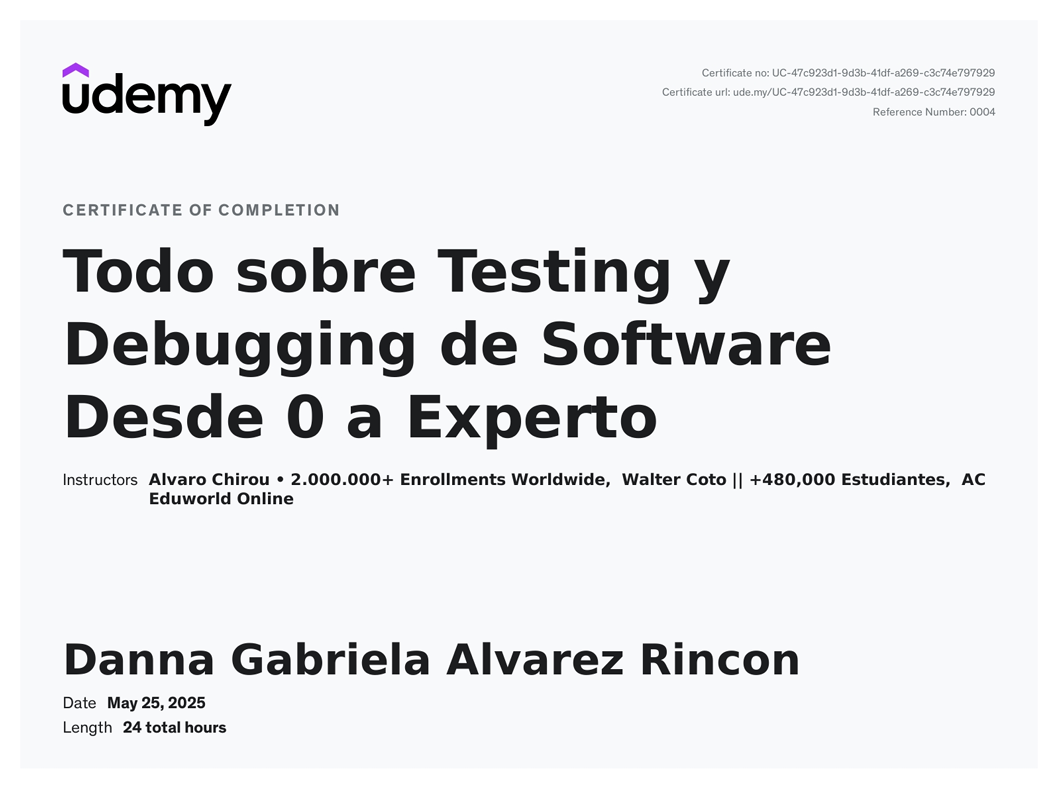 udemy
Certificate no: UC-47c923d1-9d3b-41df-a269-c3c74e797929
Certificate url: ude.my/UC-47c923d1-9d3b-41df-a269-c3c74e797929
Reference Number: 0004
CERTIFICATE OF COMPLETION
Todo sobre Testing y
Debugging de Software
Desde 0 a Experto
Instructors Alvaro Chirou • 2.000.000+ Enrollments Worldwide, Walter Coto || +480,000 Estudiantes, AC
Eduworld Online
Danna Gabriela Alvarez Rincon
Date May 25, 2025
Length 24 total hours